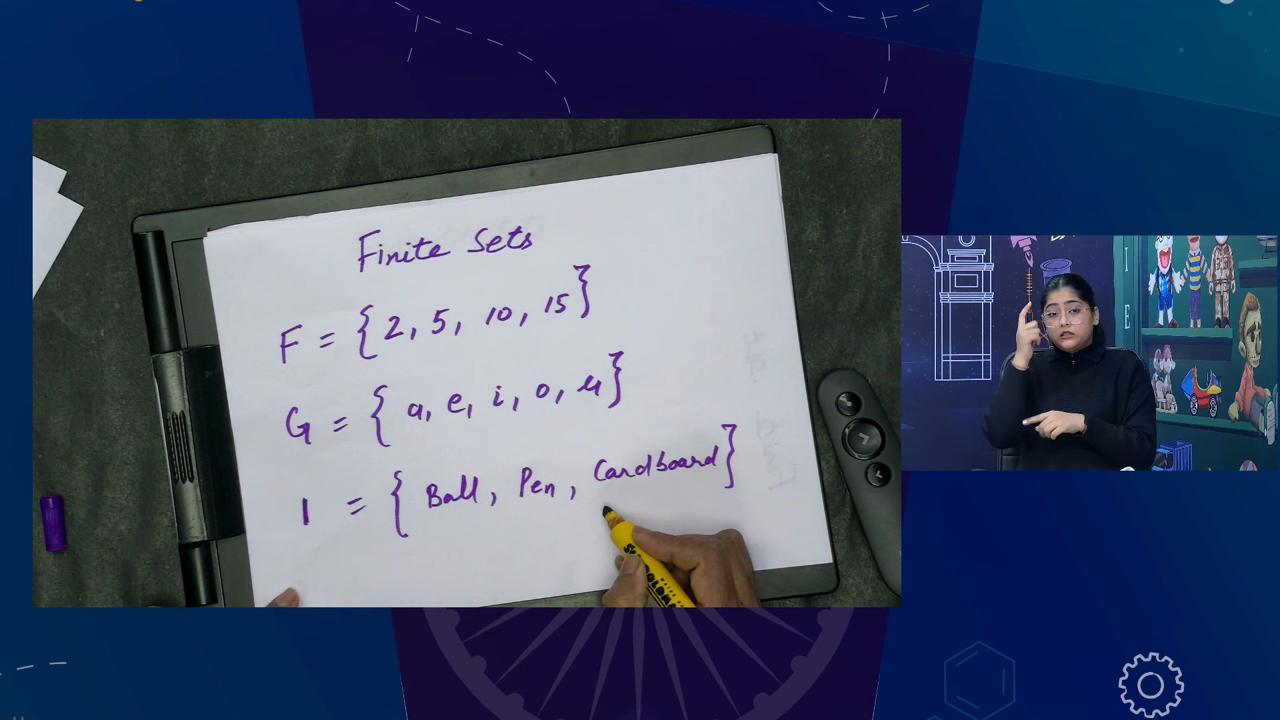 Finite Sets
F = { 2, 5, 10, 15 }
G = { a, e, i, o, u }
I = { Ball, Pen, Cardboard }
I
E